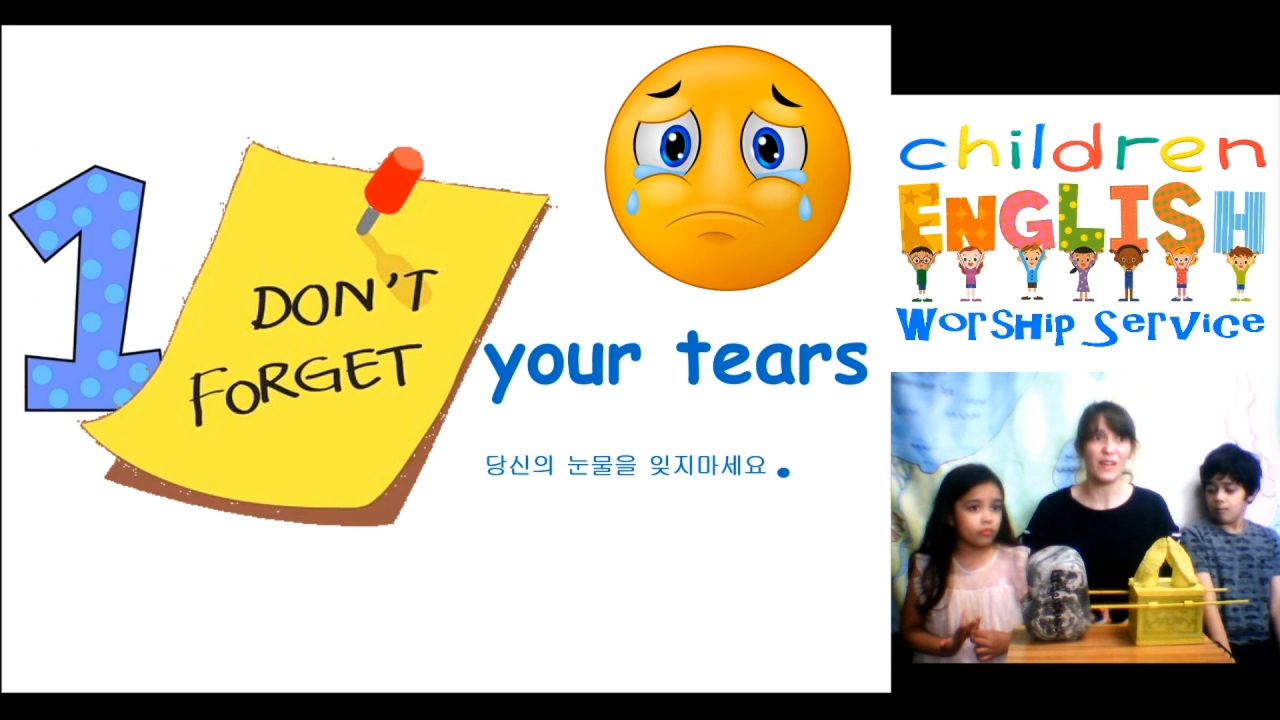 1
DON'T
FORGET
your tears
당신의 눈물을 잊지마세요.
children
ENGLISH
Worship Service